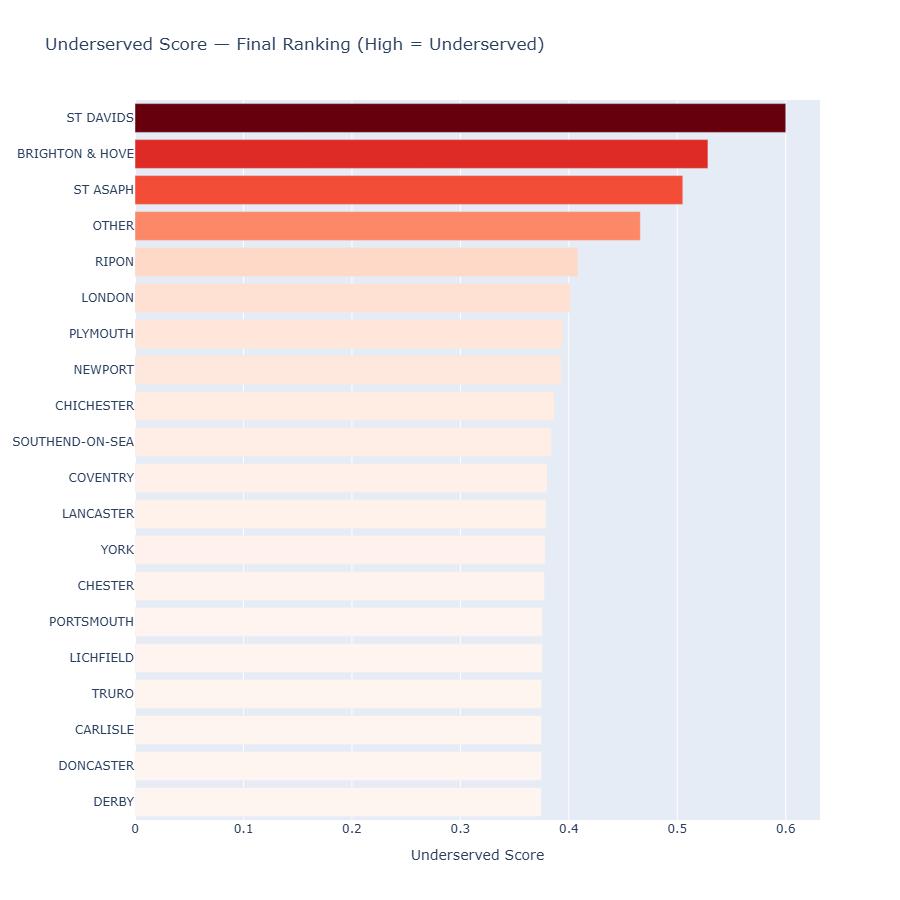 Underserved Score — Final Ranking (High = Underserved)
ST DAVIDS
BRIGHTON & HOVE
ST ASAPH
OTHER
RIPON
LONDON
PLYMOUTH
NEWPORT
CHICHESTER
SOUTHEND-ON-SEA
COVENTRY
LANCASTER
YORK
CHESTER
PORTSMOUTH
LICHFIELD
TRURO
CARLISLE
DONCASTER
DERBY
0 0.1 0.2 0.3 0.4 0.5 0.6
Underserved Score